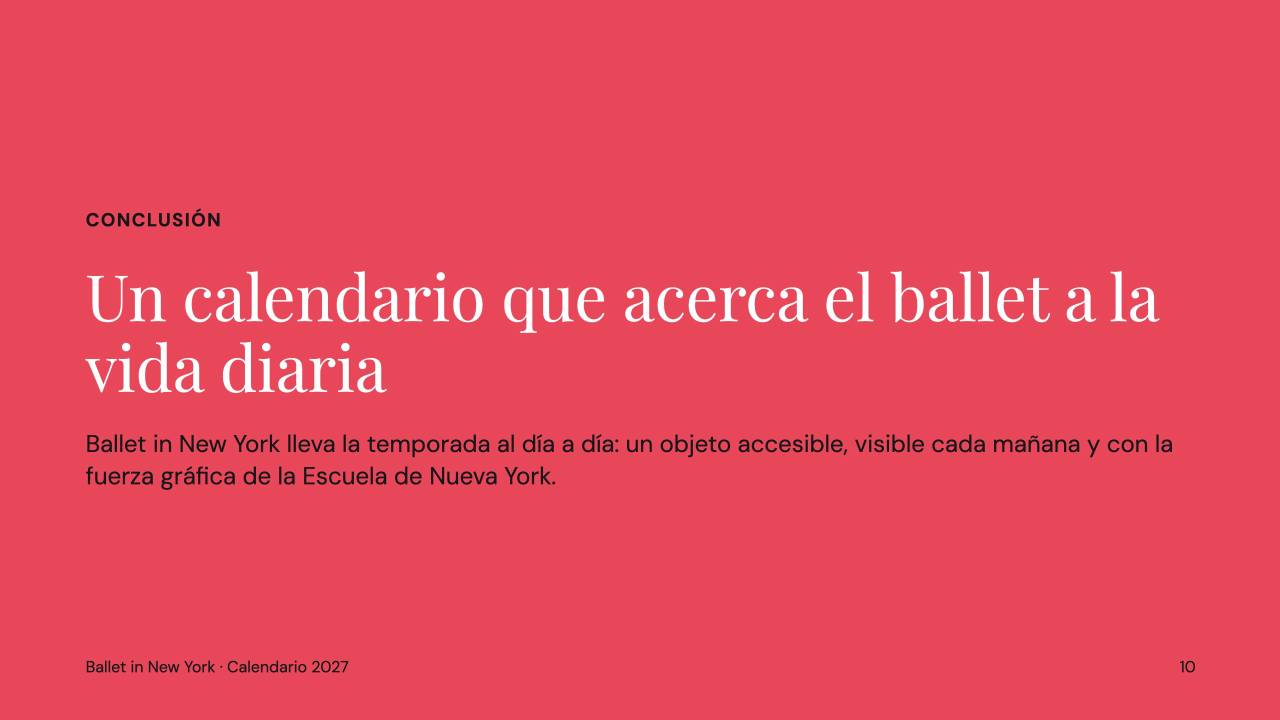 CONCLUSIÓN
Un calendario que acerca el ballet a la
vida diaria
Ballet in New York lleva la temporada al día a día: un objeto accesible, visible cada mañana y con la
fuerza gráfica de la Escuela de Nueva York.
Ballet in New York · Calendario 2027
10